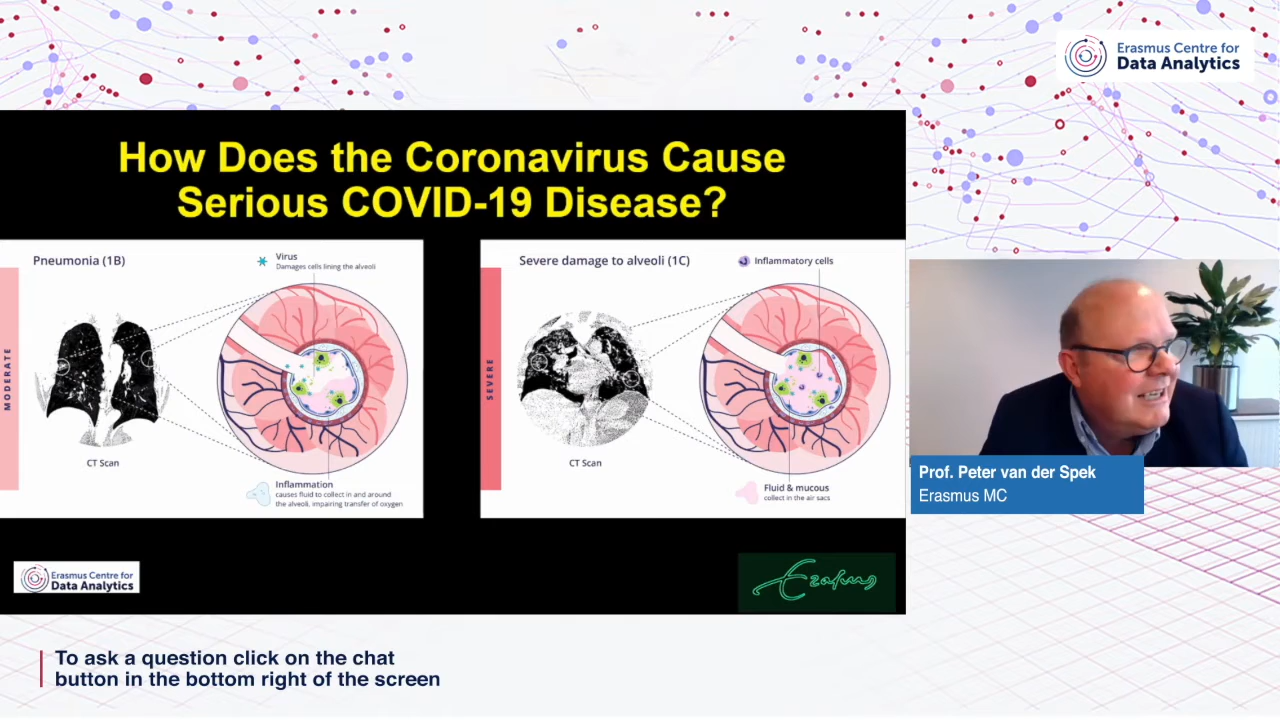 Erasmus Centre for
Data Analytics
How Does the Coronavirus Cause
Serious COVID-19 Disease?
Pneumonia (1B)
Virus
Damages cells lining the alveoli
MODERATE
CT Scan
Inflammation
causes fluid to collect in and around
the alveoli, impairing transfer of oxygen
Severe damage to alveoli (1C)
Inflammatory cells
SEVERE
CT Scan
Fluid & mucous
collect in the air sacs
Prof. Peter van der Spek
Erasmus MC
Erasmus Centre for
Data Analytics
Erasmus
To ask a question click on the chat
button in the bottom right of the screen